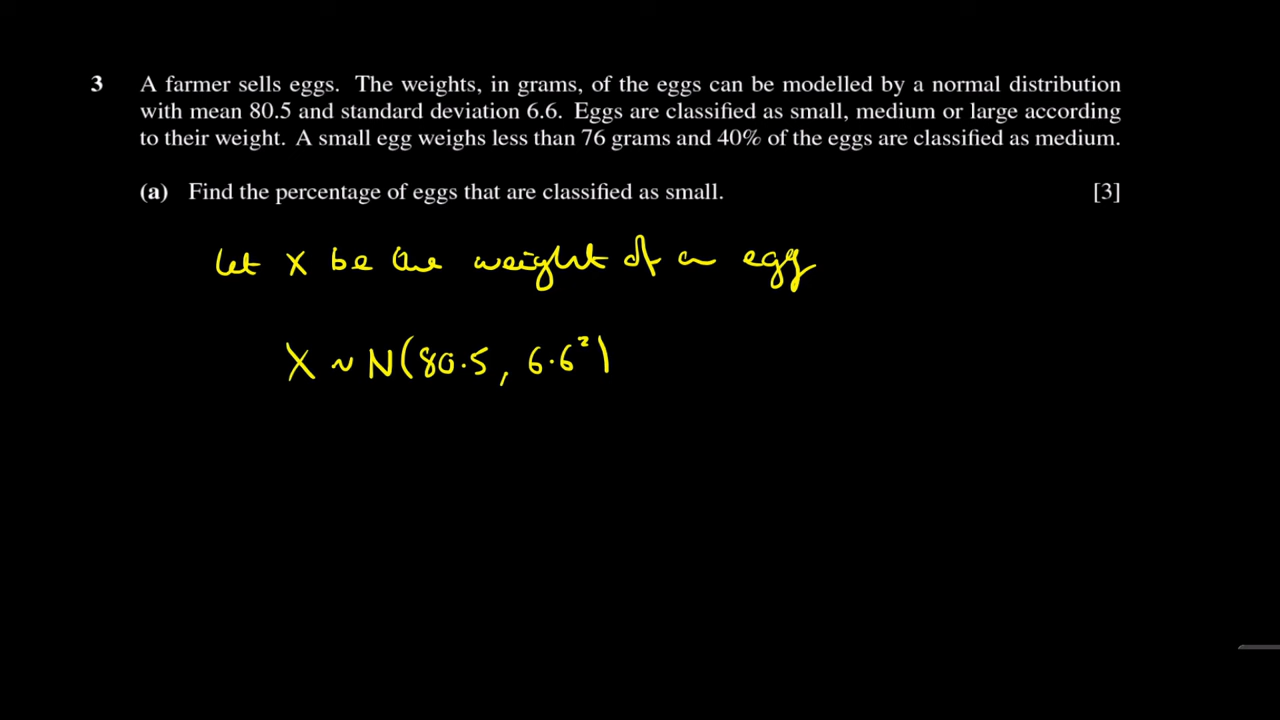 3 A farmer sells eggs. The weights, in grams, of the eggs can be modelled by a normal distribution
with mean 80.5 and standard deviation 6.6. Eggs are classified as small, medium or large according
to their weight. A small egg weighs less than 76 grams and 40% of the eggs are classified as medium.
(a) Find the percentage of eggs that are classified as small. [3]
Let X be the weight of an egg
X ~ N(80.5, 6.6²)